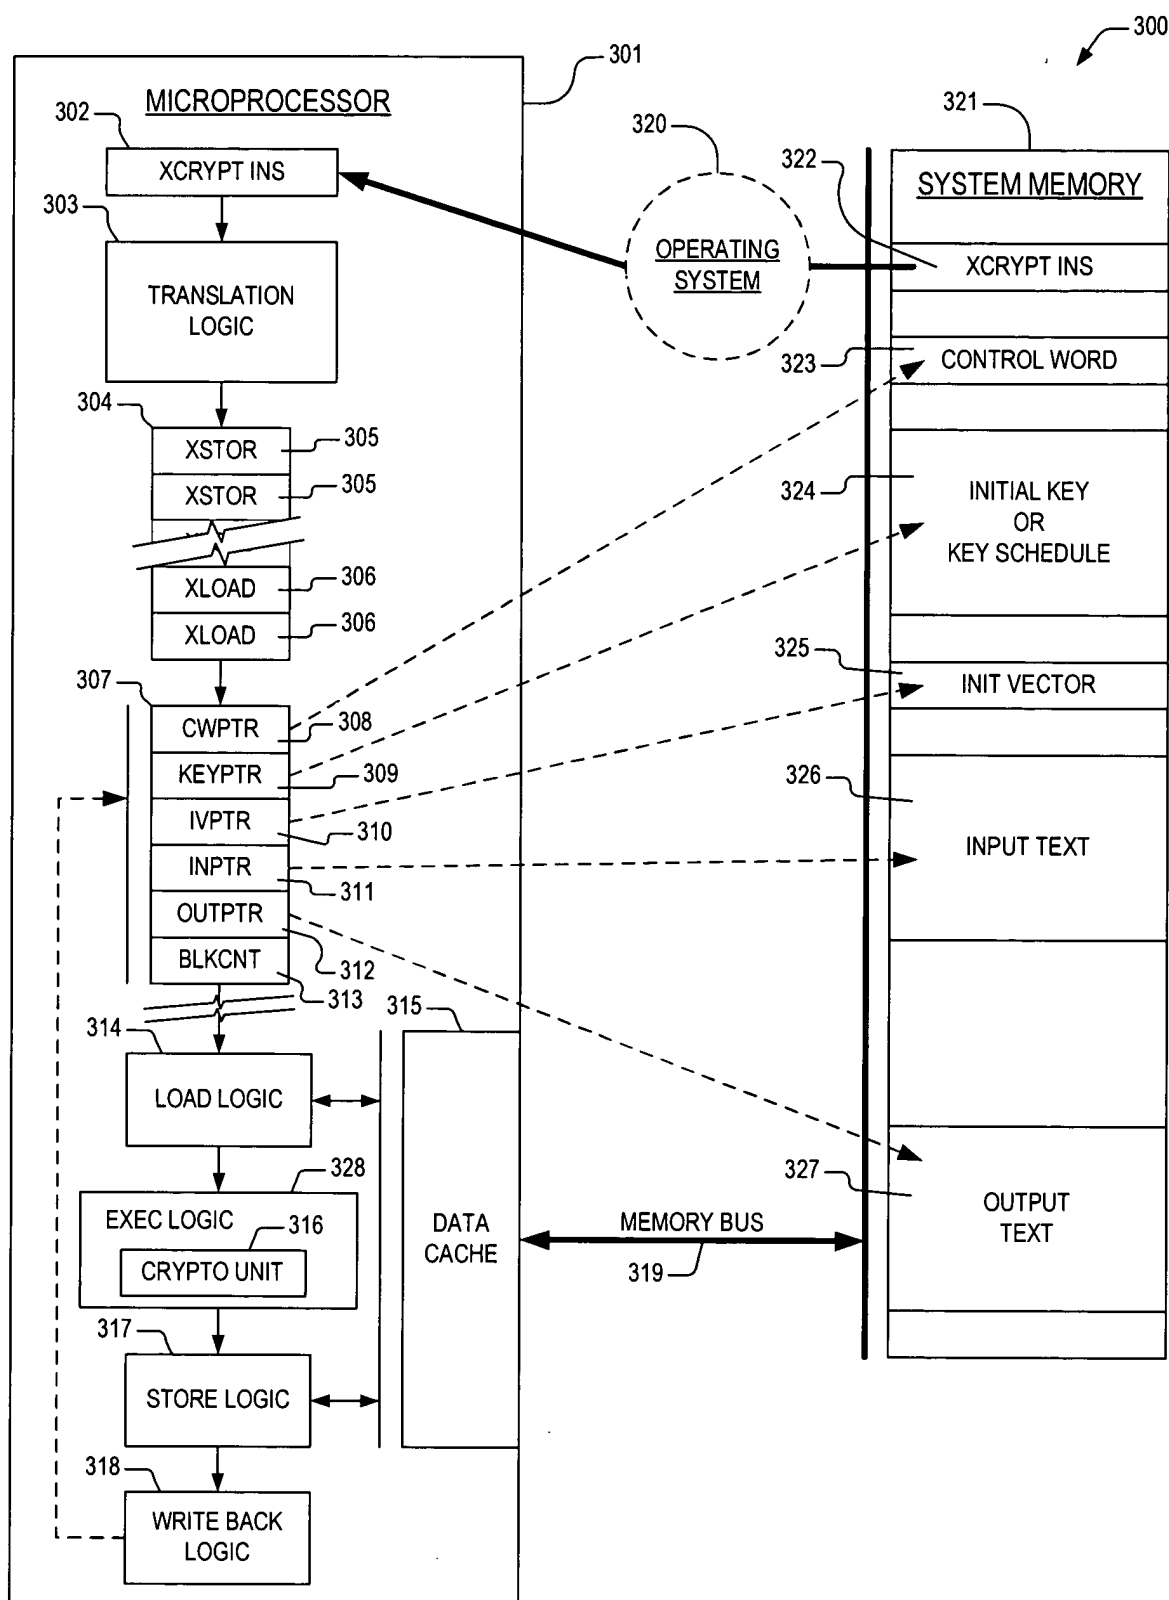 300
301
MICROPROCESSOR
302
XCRYPT INS
303
TRANSLATION
LOGIC
304
XSTOR
305
XSTOR
305
XLOAD
306
XLOAD
306
307
CWPTR
308
KEYPTR
309
IVPTR
310
INPTR
311
OUTPTR
312
BLKCNT
313
314
LOAD LOGIC
315
DATA
CACHE
328
EXEC LOGIC
316
CRYPTO UNIT
317
STORE LOGIC
318
WRITE BACK
LOGIC
MEMORY BUS
319
320
OPERATING
SYSTEM
321
SYSTEM MEMORY
322
XCRYPT INS
323
CONTROL WORD
324
INITIAL KEY
OR
KEY SCHEDULE
325
INIT VECTOR
326
INPUT TEXT
327
OUTPUT
TEXT